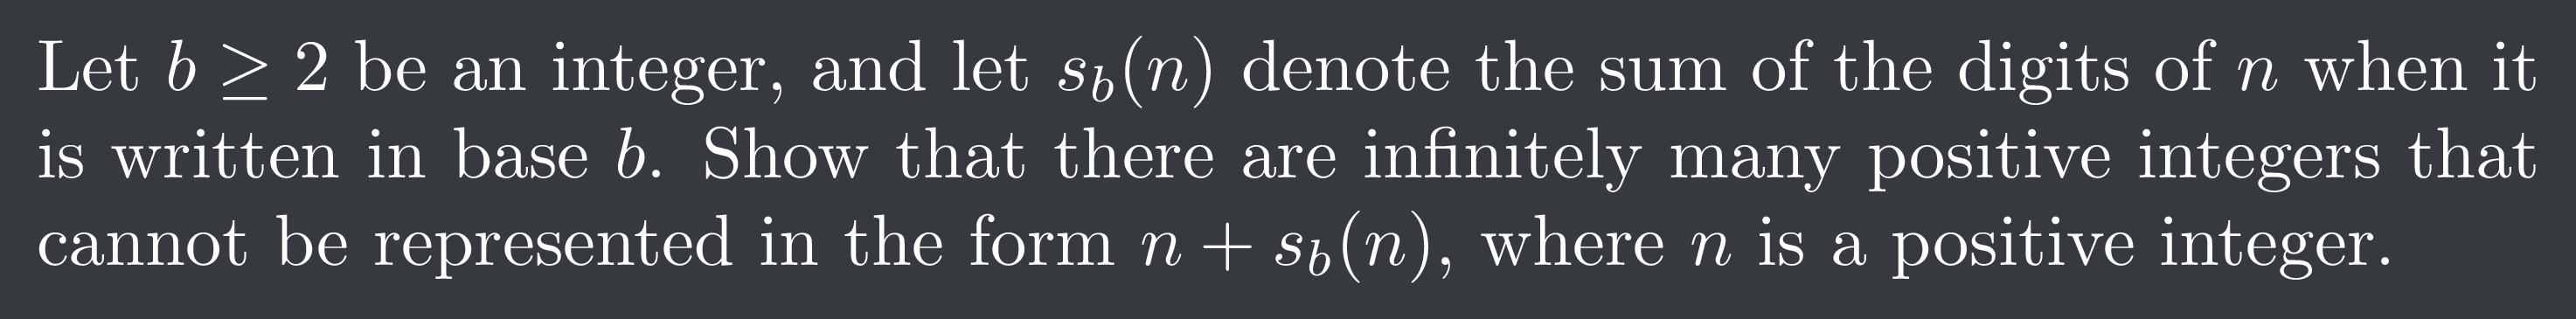 Let $b \geq 2$ be an integer, and let $s_b(n)$ denote the sum of the digits of $n$ when it
is written in base $b$. Show that there are infinitely many positive integers that
cannot be represented in the form $n + s_b(n)$, where $n$ is a positive integer.